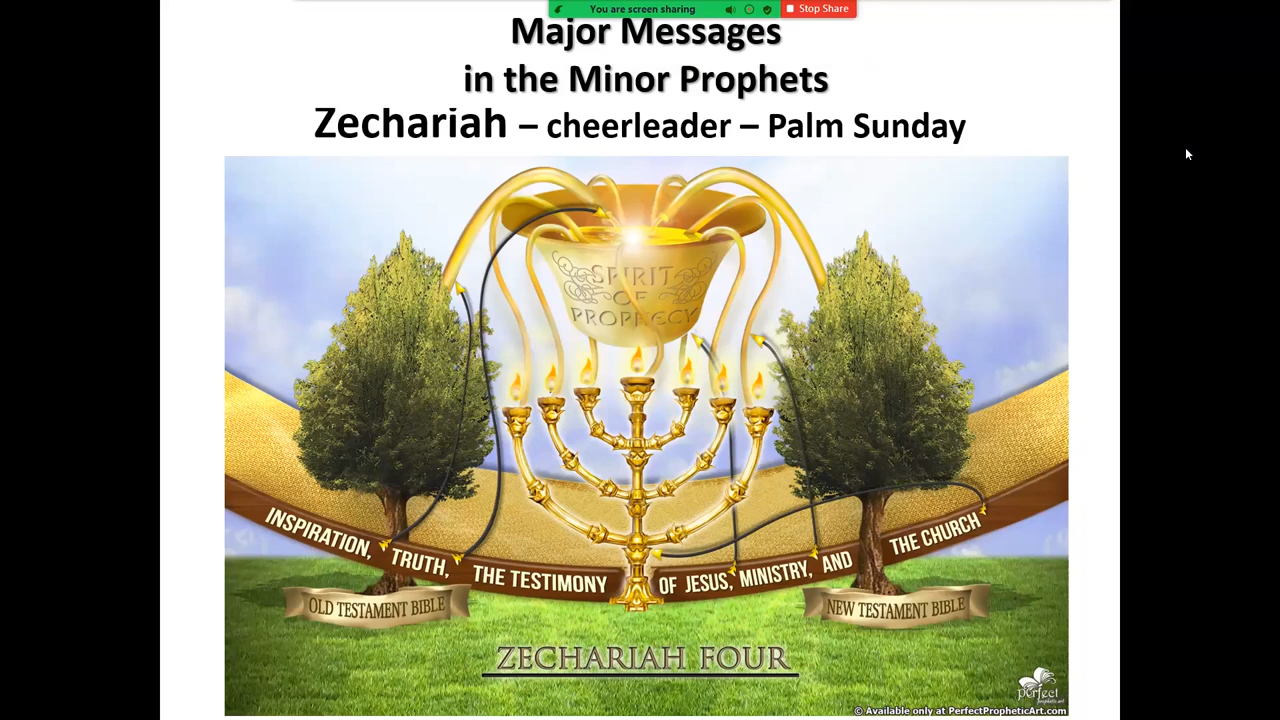 You are screen sharing
Stop Share
Major Messages
in the Minor Prophets
Zechariah – cheerleader – Palm Sunday
SPIRIT
OF
PROPHECY
INSPIRATION, TRUTH, THE TESTIMONY OF JESUS, MINISTRY, AND THE CHURCH
OLD TESTAMENT BIBLE
NEW TESTAMENT BIBLE
ZECHARIAH FOUR
perfect
© Available only at PerfectPropheticArt.com